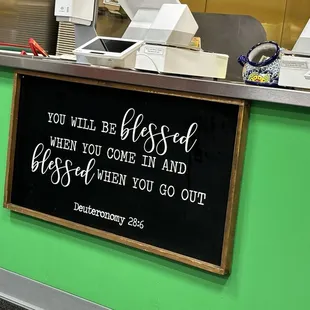 YOU WILL BE blessed
WHEN YOU COME IN AND
blessed WHEN YOU GO OUT
Deuteronomy 28:6